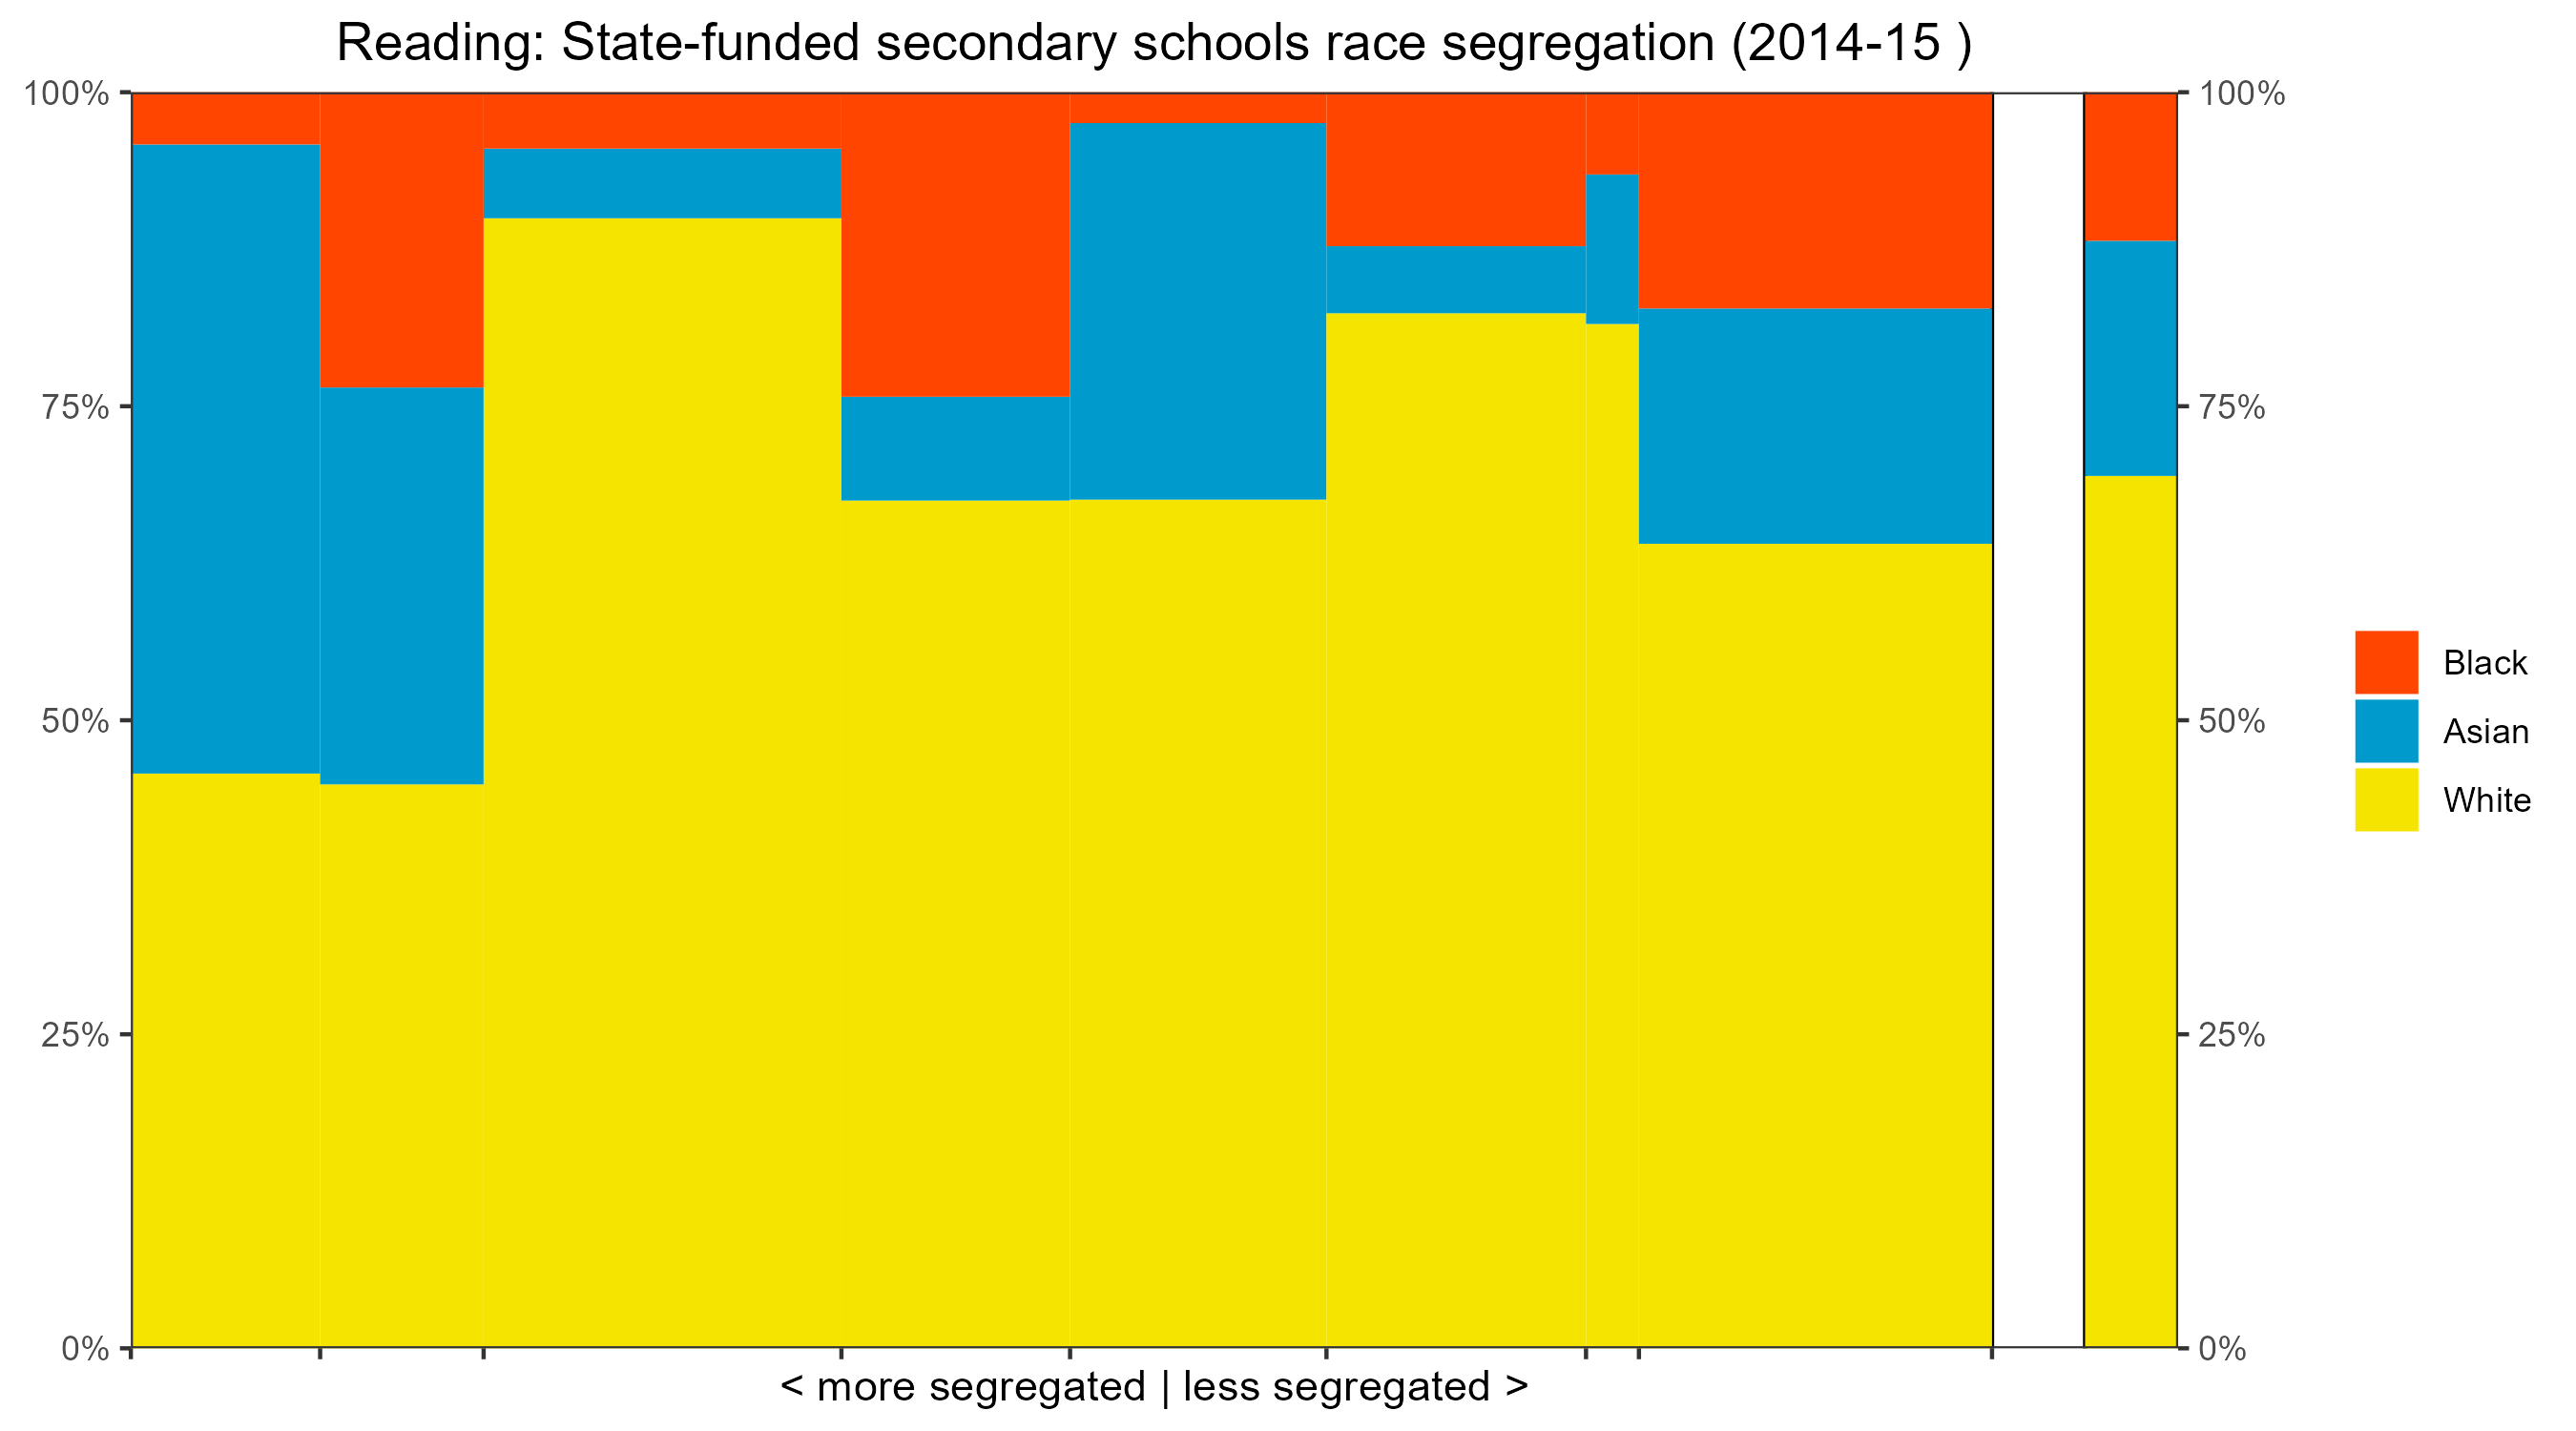 Reading: State-funded secondary schools race segregation (2014-15 )
100%
75%
50%
25%
0%
100%
75%
50%
25%
0%
Black
Asian
White
< more segregated | less segregated >